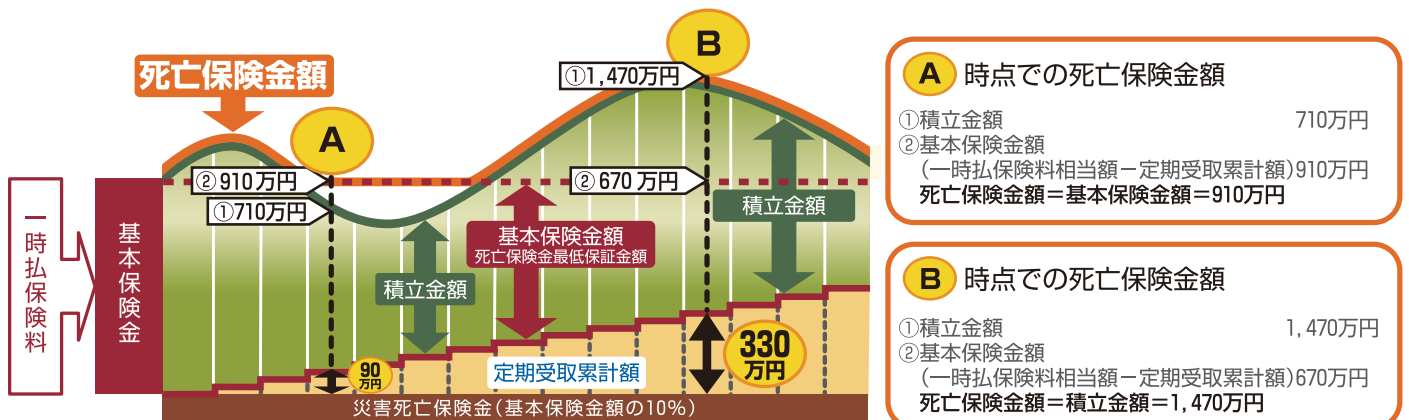 死亡保険金額
A
B
①1,470万円
②910万円
①710万円
②670万円
一時払保険料
基本保険金
積立金額
基本保険金額
死亡保険金最低保証金額
積立金額
90
万円
定期受取累計額
330
万円
災害死亡保険金(基本保険金額の10%)
A 時点での死亡保険金額
①積立金額 710万円
②基本保険金額
(一時払保険料相当額−定期受取累計額)910万円
死亡保険金額=基本保険金額=910万円
B 時点での死亡保険金額
①積立金額 1,470万円
②基本保険金額
(一時払保険料相当額−定期受取累計額)670万円
死亡保険金額=積立金額=1,470万円